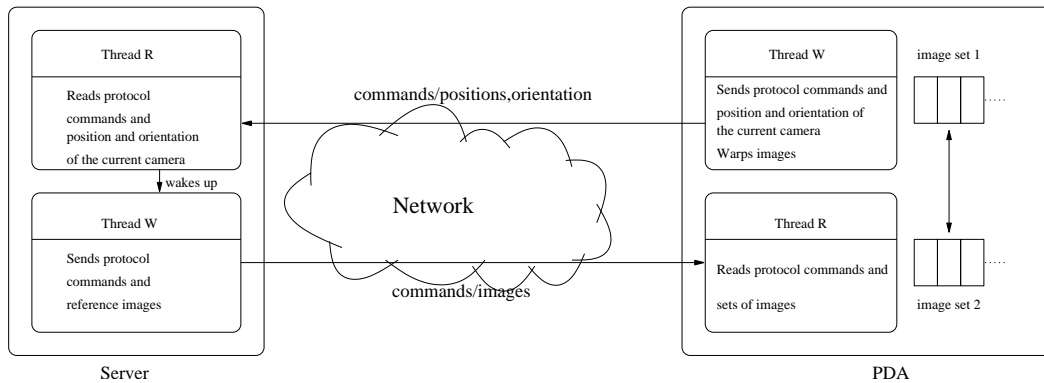 Thread R
Reads protocol
commands and
position and orientation
of the current camera
wakes up
Thread W
Sends protocol
commands and
reference images
Server
commands/positions,orientation
Network
commands/images
Thread W
Sends protocol commands and
position and orientation of
the current camera
Warps images
image set 1
.....
Thread R
Reads protocol commands and
sets of images
.....
image set 2
PDA